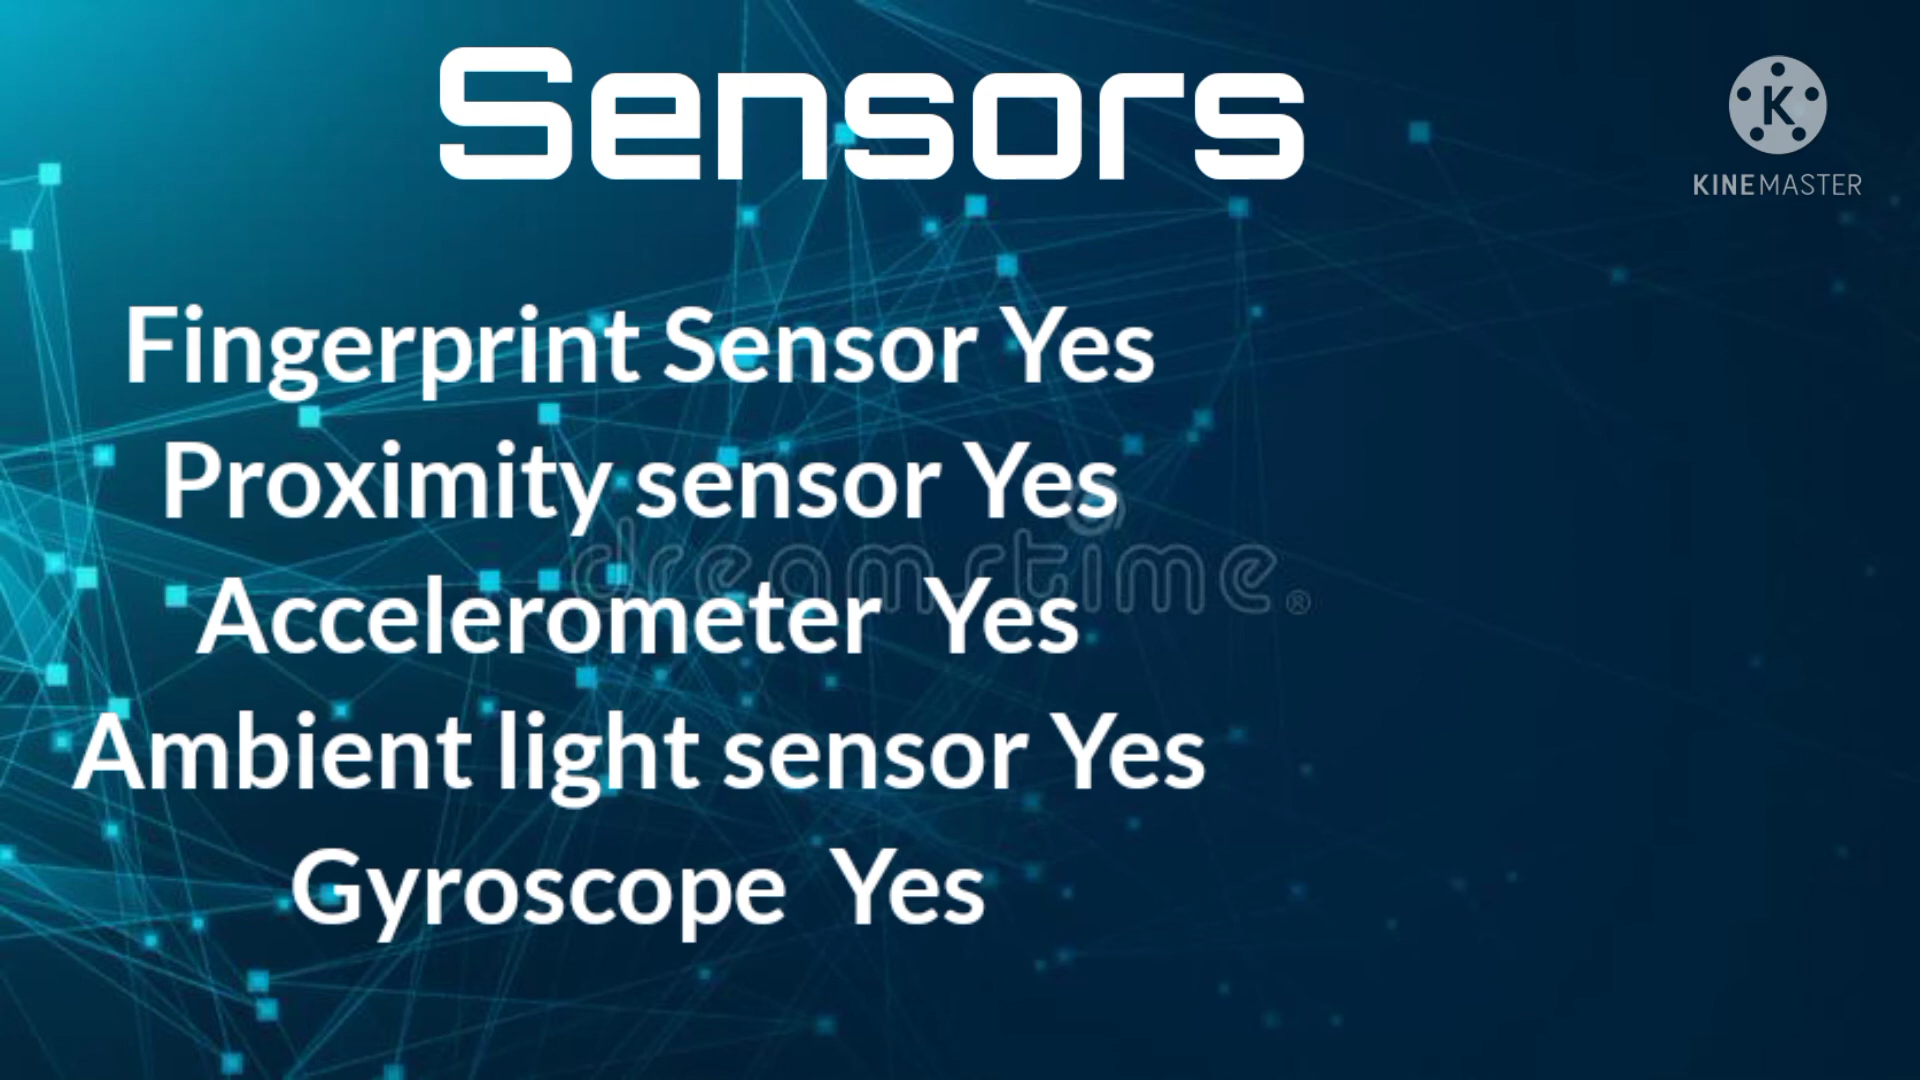 Sensors
K
KINEMASTER
Fingerprint Sensor Yes
Proximity sensor Yes
dreamstime®
Accelerometer Yes
Ambient light sensor Yes
Gyroscope Yes